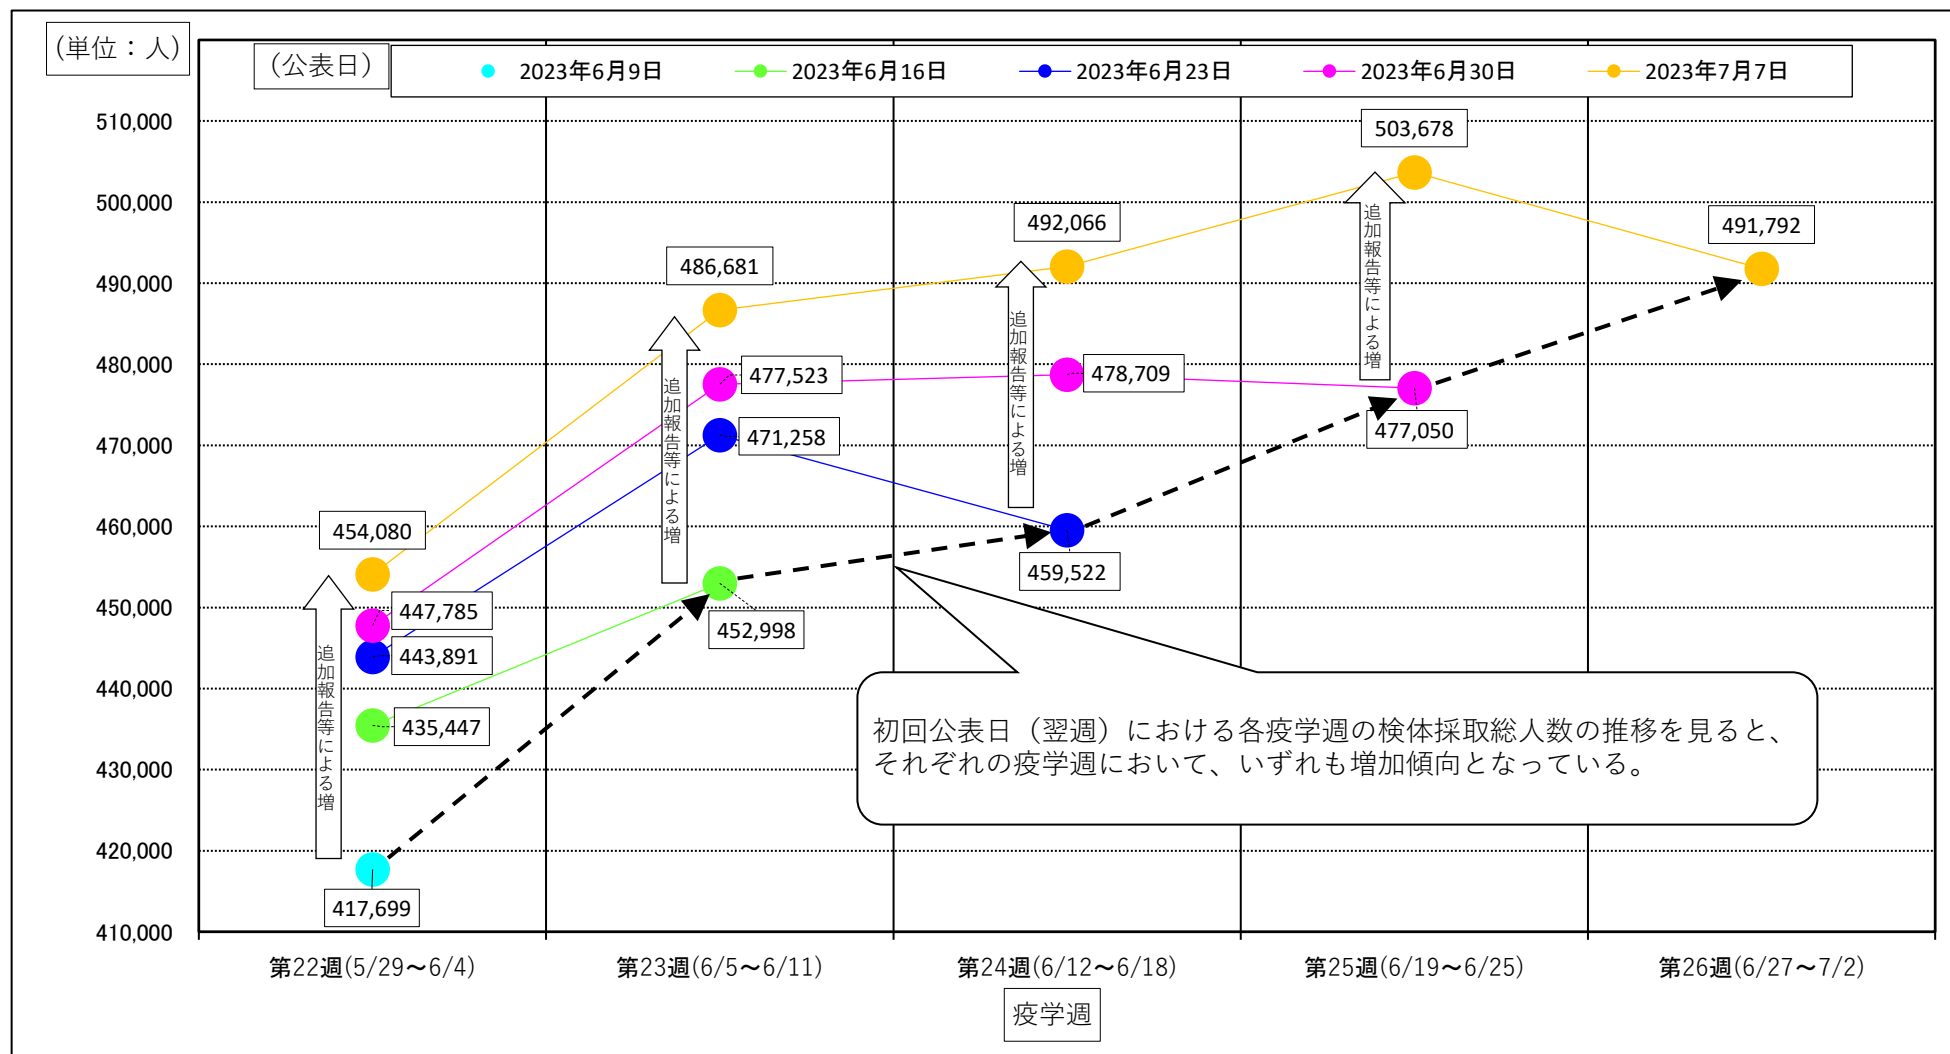 (単位：人)
(公表日)
2023年6月9日
2023年6月16日
2023年6月23日
2023年6月30日
2023年7月7日
510,000
500,000
490,000
480,000
470,000
460,000
450,000
440,000
430,000
420,000
410,000
454,080
447,785
443,891
435,447
417,699
追加報告等による増
486,681
477,523
471,258
452,998
追加報告等による増
492,066
478,709
459,522
追加報告等による増
503,678
477,050
追加報告等による増
491,792
初回公表日（翌週）における各疫学週の検体採取総人数の推移を見ると、
それぞれの疫学週において、いずれも増加傾向となっている。
第22週(5/29～6/4)
第23週(6/5～6/11)
第24週(6/12～6/18)
第25週(6/19～6/25)
第26週(6/27～7/2)
疫学週